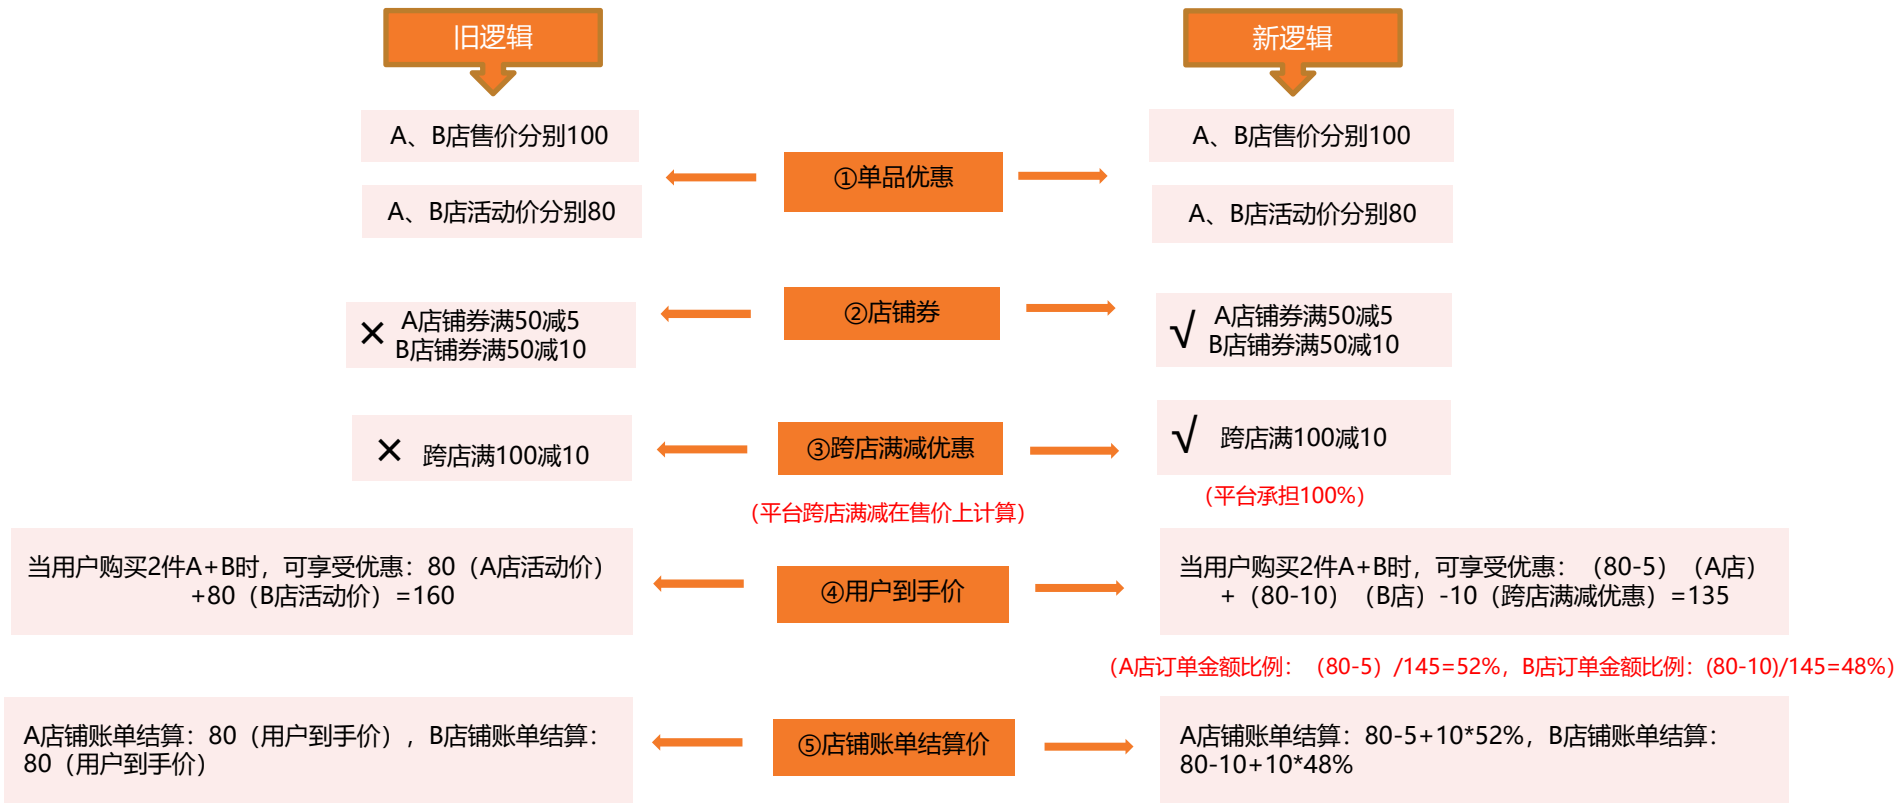 旧逻辑
新逻辑
A、B店售价分别100
A、B店售价分别100
①单品优惠
A、B店活动价分别80
A、B店活动价分别80
②店铺券
× A店铺券满50减5
B店铺券满50减10
√ A店铺券满50减5
B店铺券满50减10
× 跨店满100减10
③跨店满减优惠
√ 跨店满100减10
（平台跨店满减在售价上计算）
（平台承担100%）
当用户购买2件A+B时，可享受优惠：80（A店活动价）
+80（B店活动价）=160
④用户到手价
当用户购买2件A+B时，可享受优惠：（80-5）（A店）
+（80-10）（B店）-10（跨店满减优惠）=135
（A店订单金额比例：（80-5）/145=52%，B店订单金额比例：(80-10)/145=48%）
A店铺账单结算：80（用户到手价），B店铺账单结算：
80（用户到手价）
⑤店铺账单结算价
A店铺账单结算：80-5+10*52%，B店铺账单结算：
80-10+10*48%